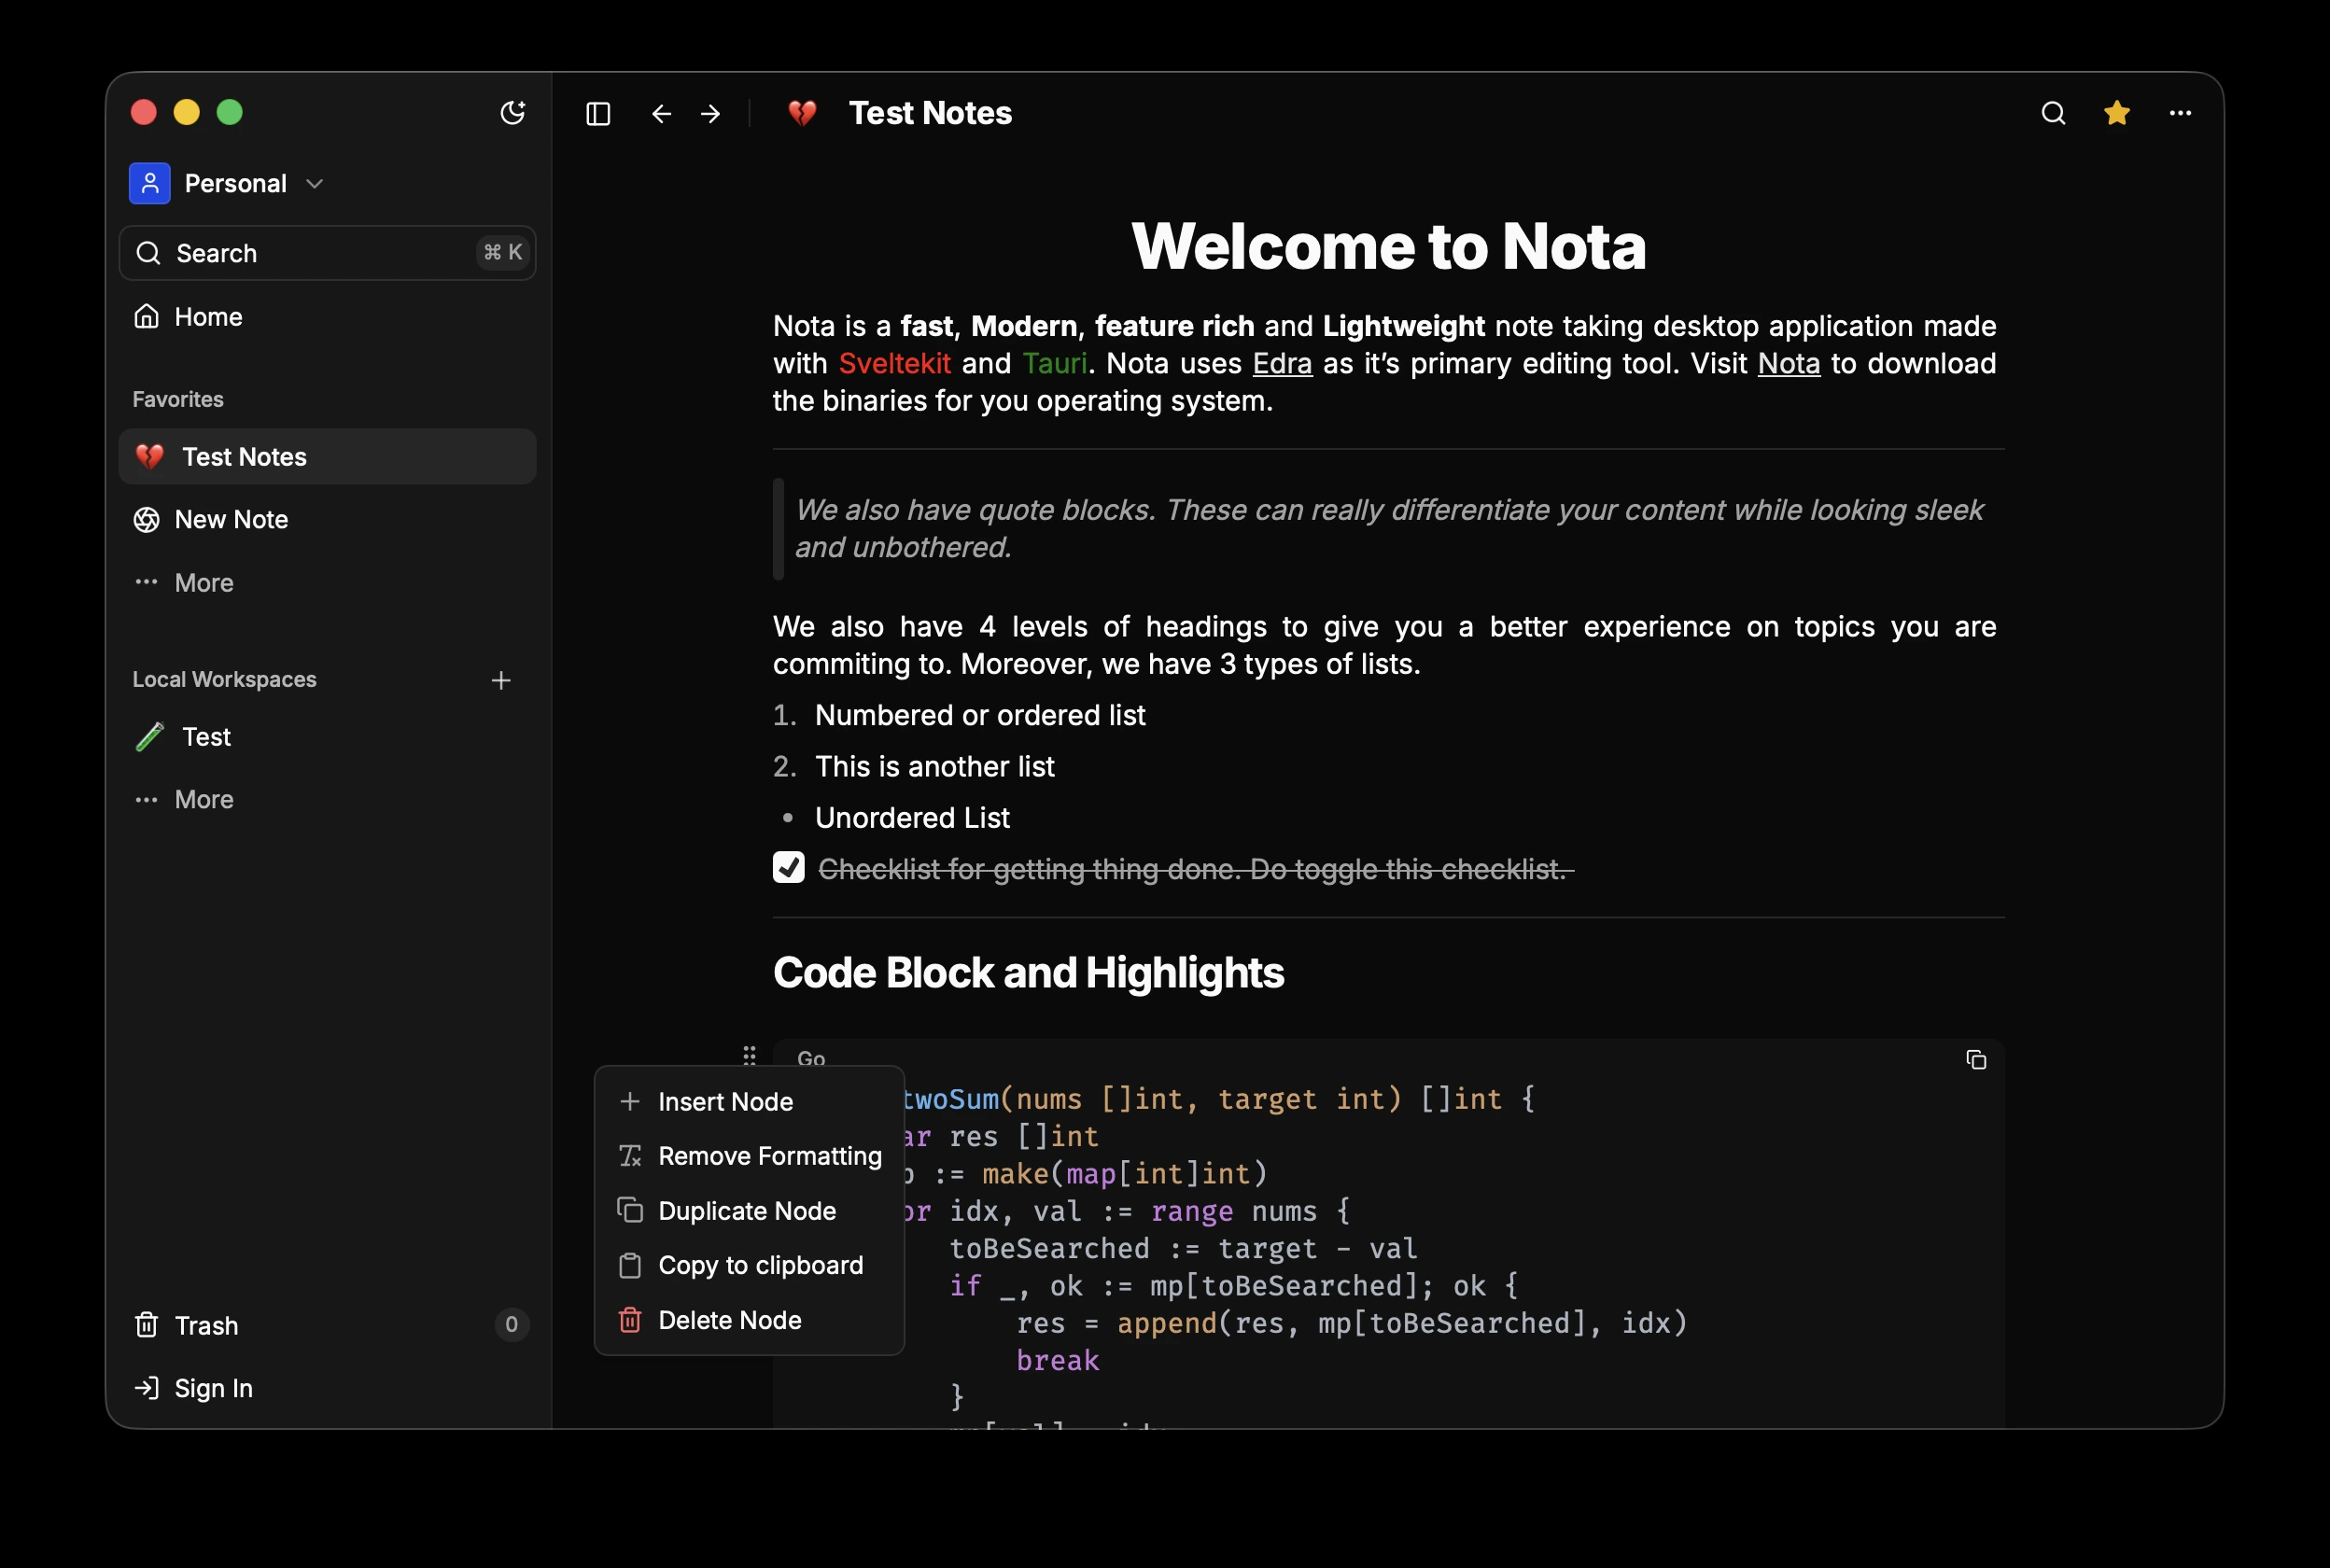 Personal
Search
⌘ K
Home
Favorites
Test Notes
New Note
More
Local Workspaces
Test
More
Trash
0
Sign In
Test Notes
Welcome to Nota
Nota is a fast, Modern, feature rich and Lightweight note taking desktop application made
with Sveltekit and Tauri. Nota uses Edra as it’s primary editing tool. Visit Nota to download
the binaries for you operating system.
We also have quote blocks. These can really differentiate your content while looking sleek
and unbothered.
We also have 4 levels of headings to give you a better experience on topics you are
commiting to. Moreover, we have 3 types of lists.
1. Numbered or ordered list
2. This is another list
• Unordered List
Checklist for getting thing done. Do toggle this checklist.
Code Block and Highlights
Go
Insert Node
Remove Formatting
Duplicate Node
Copy to clipboard
Delete Node
twoSum(nums []int, target int) []int {
res []int
:= make(map[int]int)
idx, val := range nums {
toBeSearched := target - val
if _, ok := mp[toBeSearched]; ok {
res = append(res, mp[toBeSearched], idx)
break
}